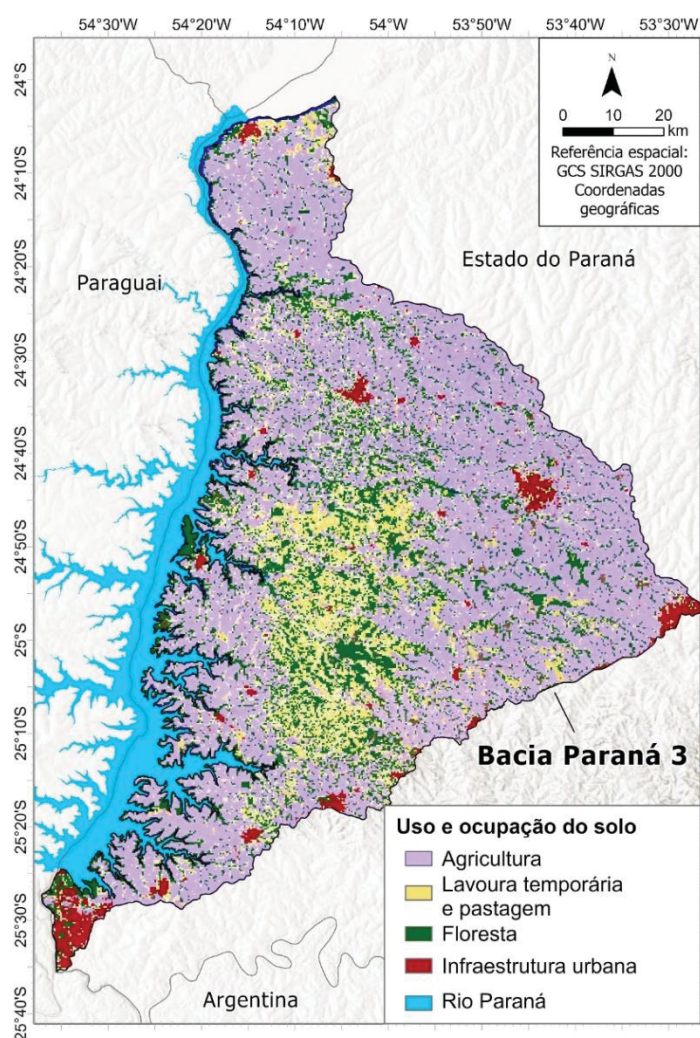 54°30'W 54°20'W 54°10'W 54°W 53°50'W 53°40'W 53°30'W
24°S
24°10'S
24°20'S
24°30'S
24°40'S
24°50'S
25°S
25°10'S
25°20'S
25°30'S
25°40'S
N
0 10 20
km
Referência espacial:
GCS SIRGAS 2000
Coordenadas
geográficas
Paraguai
Estado do Paraná
Bacia Paraná 3
Uso e ocupação do solo
Agricultura
Lavoura temporária
e pastagem
Floresta
Infraestrutura urbana
Rio Paraná
Argentina